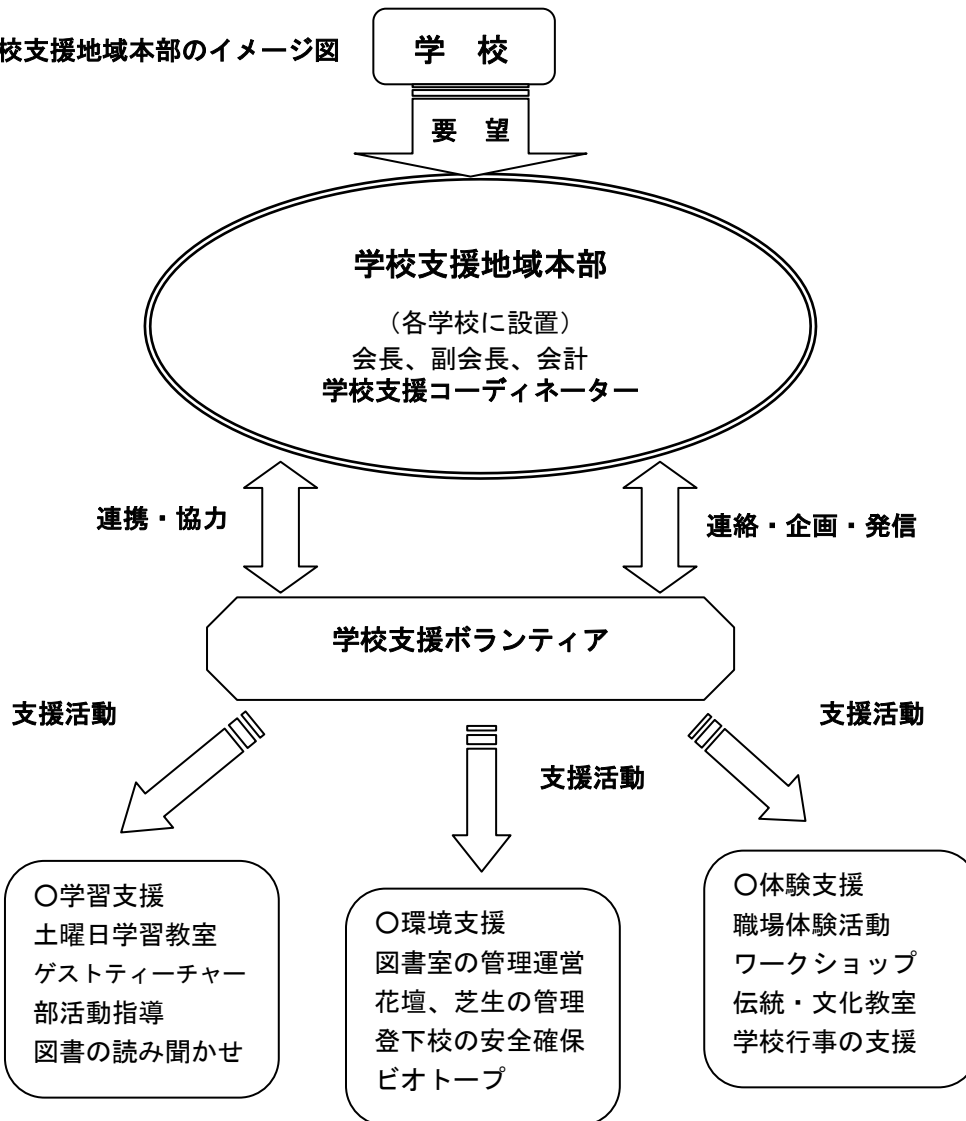 校支援地域本部のイメージ図
学 校
要 望
学校支援地域本部
（各学校に設置）
会長、副会長、会計
学校支援コーディネーター
連携・協力
連絡・企画・発信
学校支援ボランティア
支援活動
支援活動
支援活動
○学習支援
土曜日学習教室
ゲストティーチャー
部活動指導
図書の読み聞かせ
○環境支援
図書室の管理運営
花壇、芝生の管理
登下校の安全確保
ビオトープ
○体験支援
職場体験活動
ワークショップ
伝統・文化教室
学校行事の支援